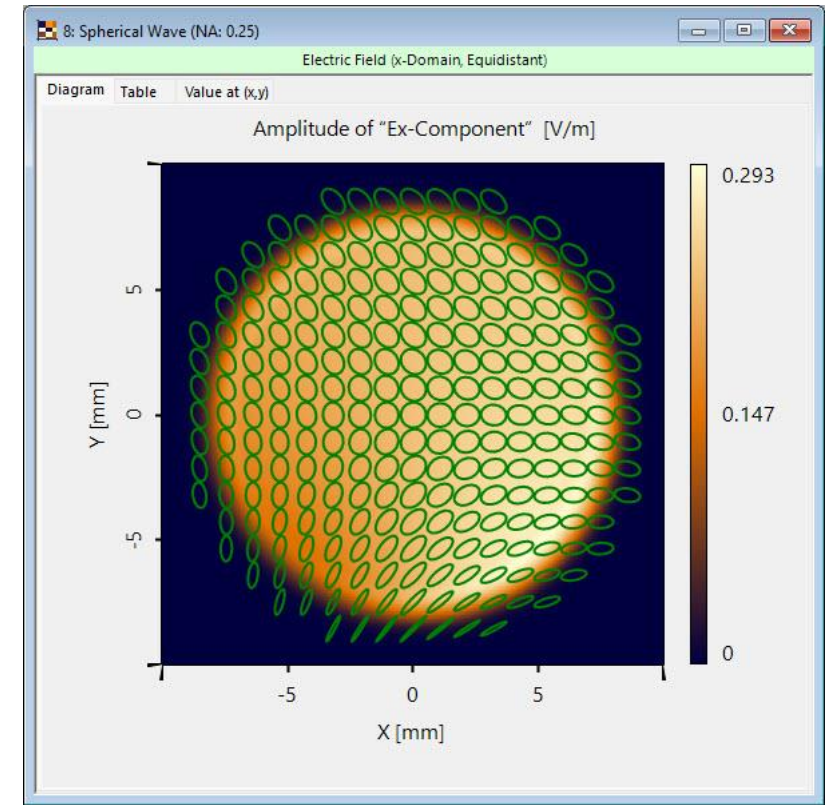 8: Spherical Wave (NA: 0.25)
Electric Field (x-Domain, Equidistant)
Diagram Table Value at (x,y)
Amplitude of “Ex-Component” [V/m]
0.293
5
0.147
0
Y [mm]
-5
0
-5 0 5
X [mm]